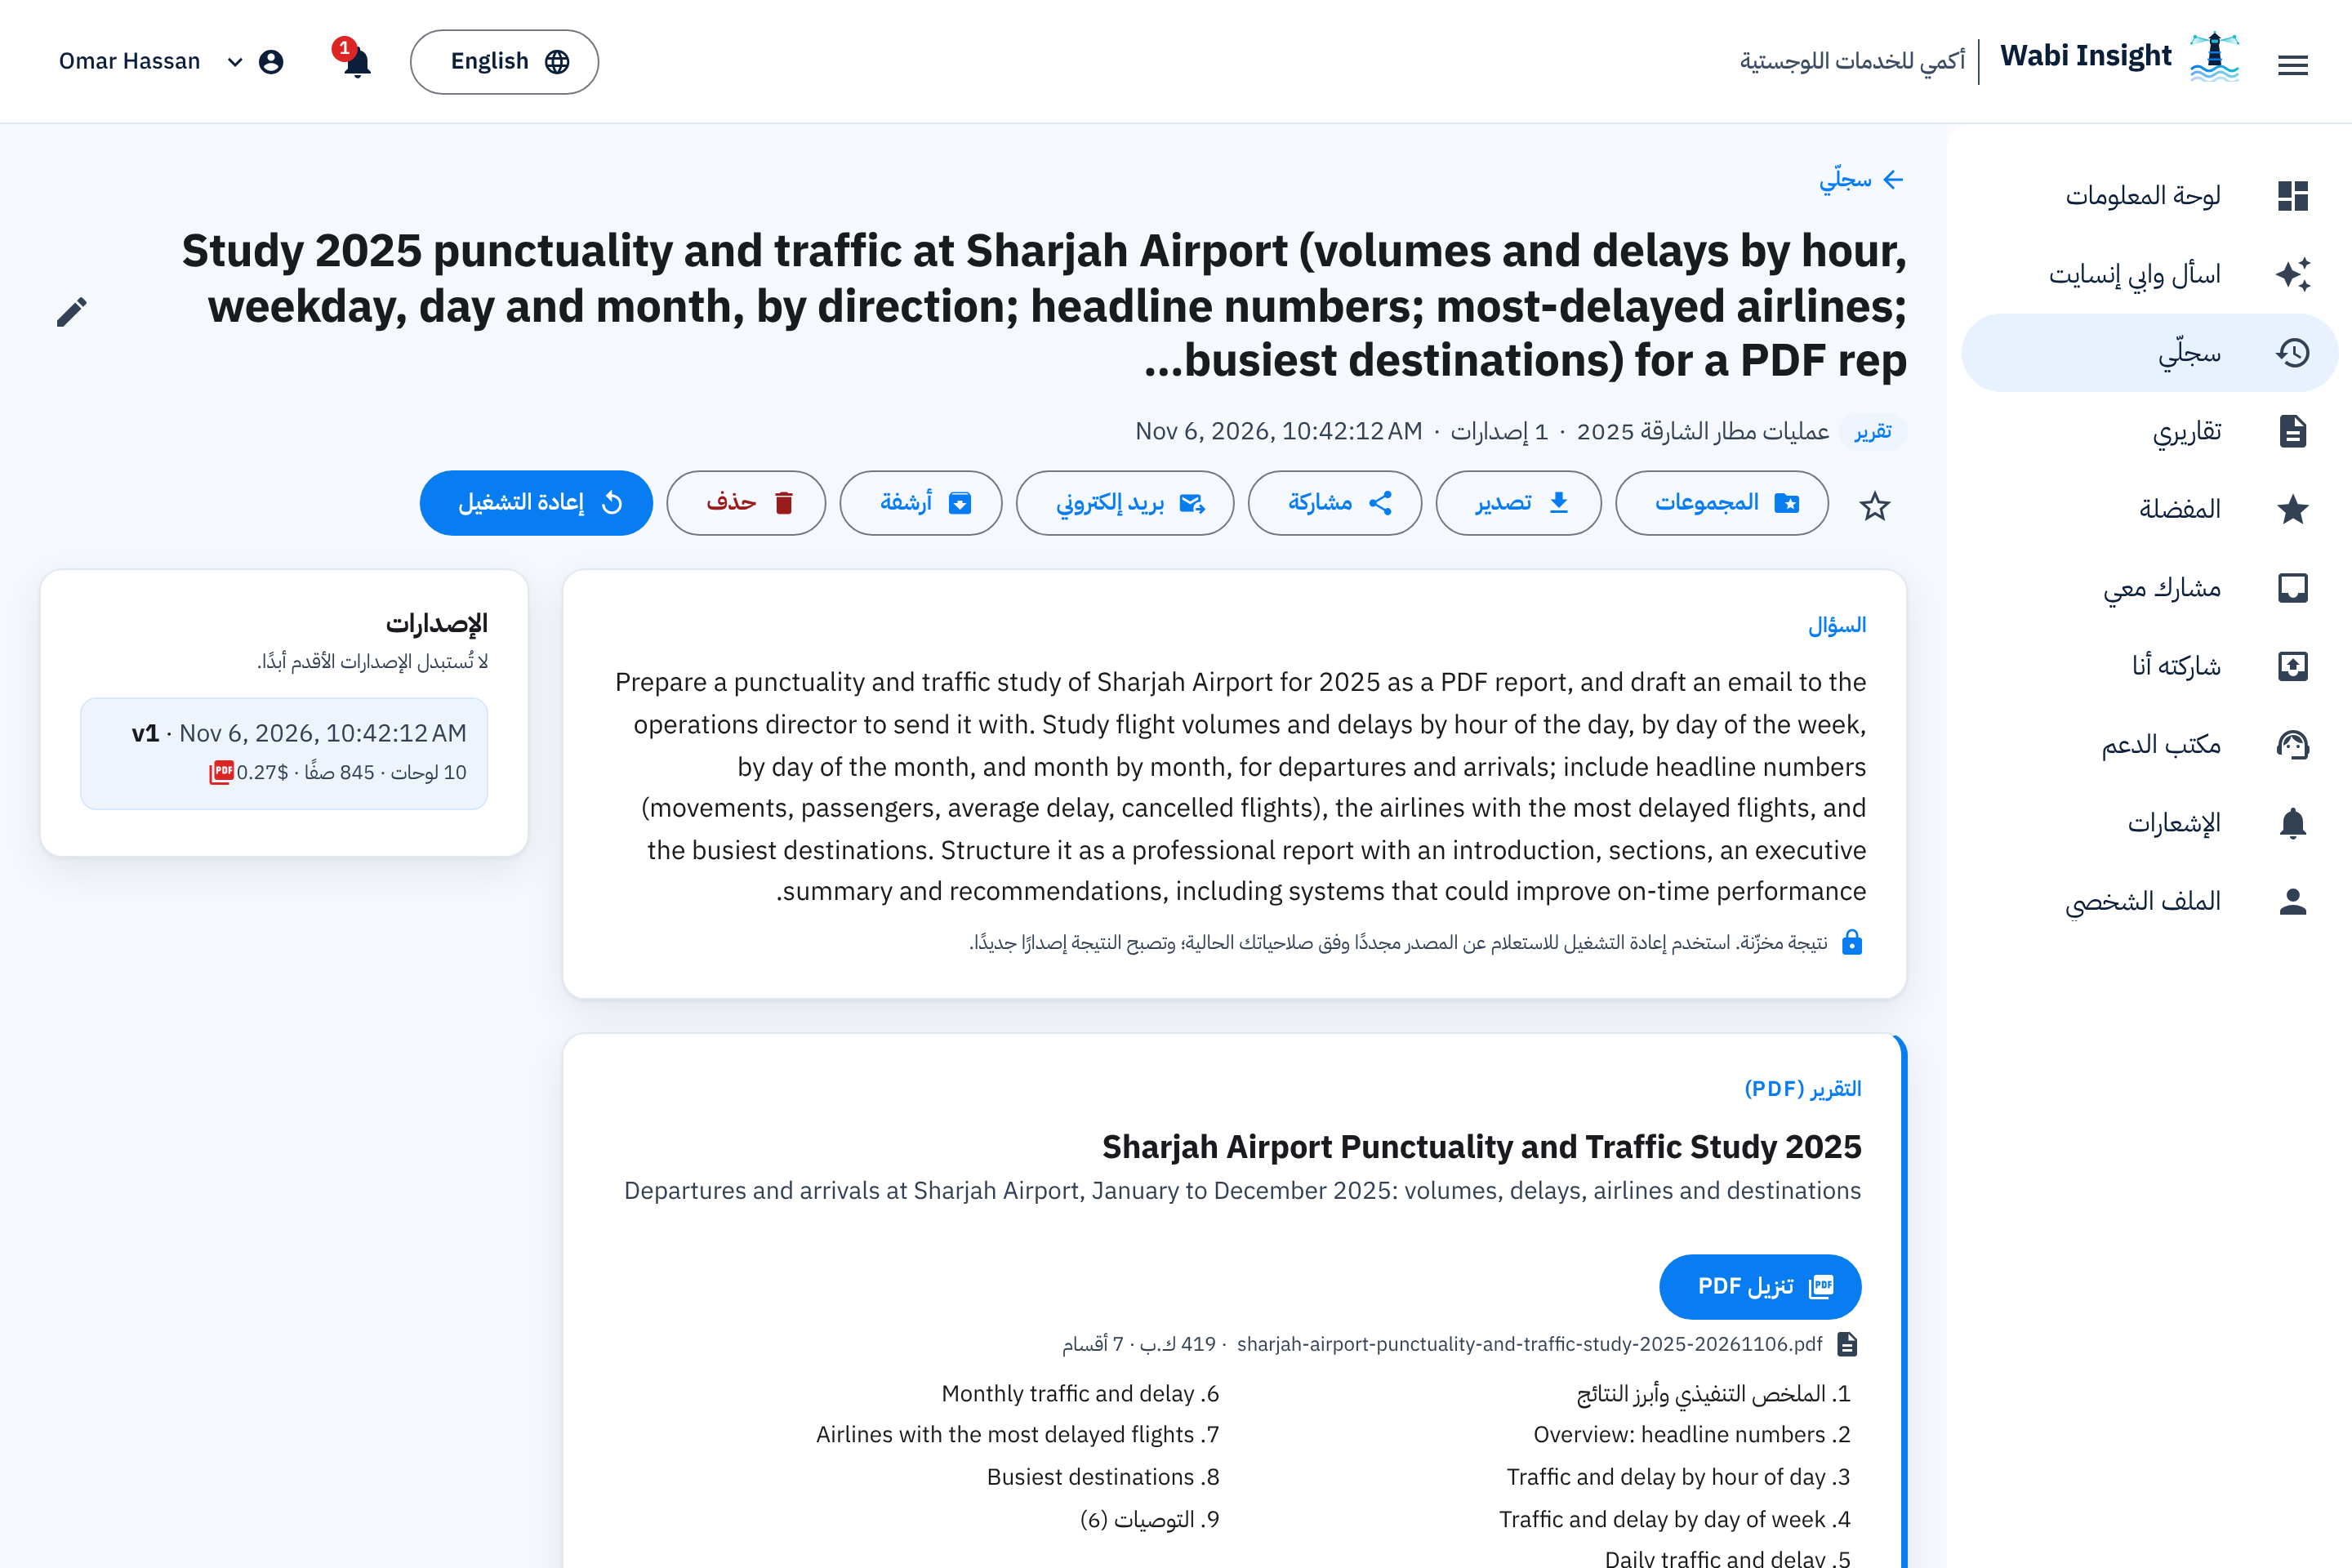 Wabi Insight
أكمي للخدمات اللوجستية
English
1
Omar Hassan
لوحة المعلومات
اسأل وابي إنسايت
سجلّي
تقاريري
المفضلة
مشارك معي
شاركته أنا
مكتب الدعم
الإشعارات
الملف الشخصي
سجلّي
Study 2025 punctuality and traffic at Sharjah Airport (volumes and delays by hour,
weekday, day and month, by direction; headline numbers; most-delayed airlines;
busiest destinations) for a PDF rep...
تقرير
عمليات مطار الشارقة 2025 · 1 إصدارات · Nov 6, 2026, 10:42:12 AM
المجموعات
تصدير
مشاركة
بريد إلكتروني
أرشفة
حذف
إعادة التشغيل
السؤال
Prepare a punctuality and traffic study of Sharjah Airport for 2025 as a PDF report, and draft an email to the
operations director to send it with. Study flight volumes and delays by hour of the day, by day of the week,
by day of the month, and month by month, for departures and arrivals; include headline numbers
(movements, passengers, average delay, cancelled flights), the airlines with the most delayed flights, and
the busiest destinations. Structure it as a professional report with an introduction, sections, an executive
summary and recommendations, including systems that could improve on-time performance.
نتيجة مخزّنة. استخدم إعادة التشغيل للاستعلام عن المصدر مجددًا وفق صلاحياتك الحالية؛ وتصبح النتيجة إصدارًا جديدًا.
الإصدارات
لا تُستبدل الإصدارات الأقدم أبدًا.
v1 · Nov 6, 2026, 10:42:12 AM
10 لوحات · 845 صفًا · $0.27
PDF
التقرير (PDF)
Sharjah Airport Punctuality and Traffic Study 2025
Departures and arrivals at Sharjah Airport, January to December 2025: volumes, delays, airlines and destinations
PDF
تنزيل PDF
sharjah-airport-punctuality-and-traffic-study-2025-20261106.pdf · 419 ك.ب · 7 أقسام
1. الملخص التنفيذي وأبرز النتائج
2. Overview: headline numbers
3. Traffic and delay by hour of day
4. Traffic and delay by day of week
5. Daily traffic and delay
6. Monthly traffic and delay
7. Airlines with the most delayed flights
8. Busiest destinations
9. التوصيات (6)